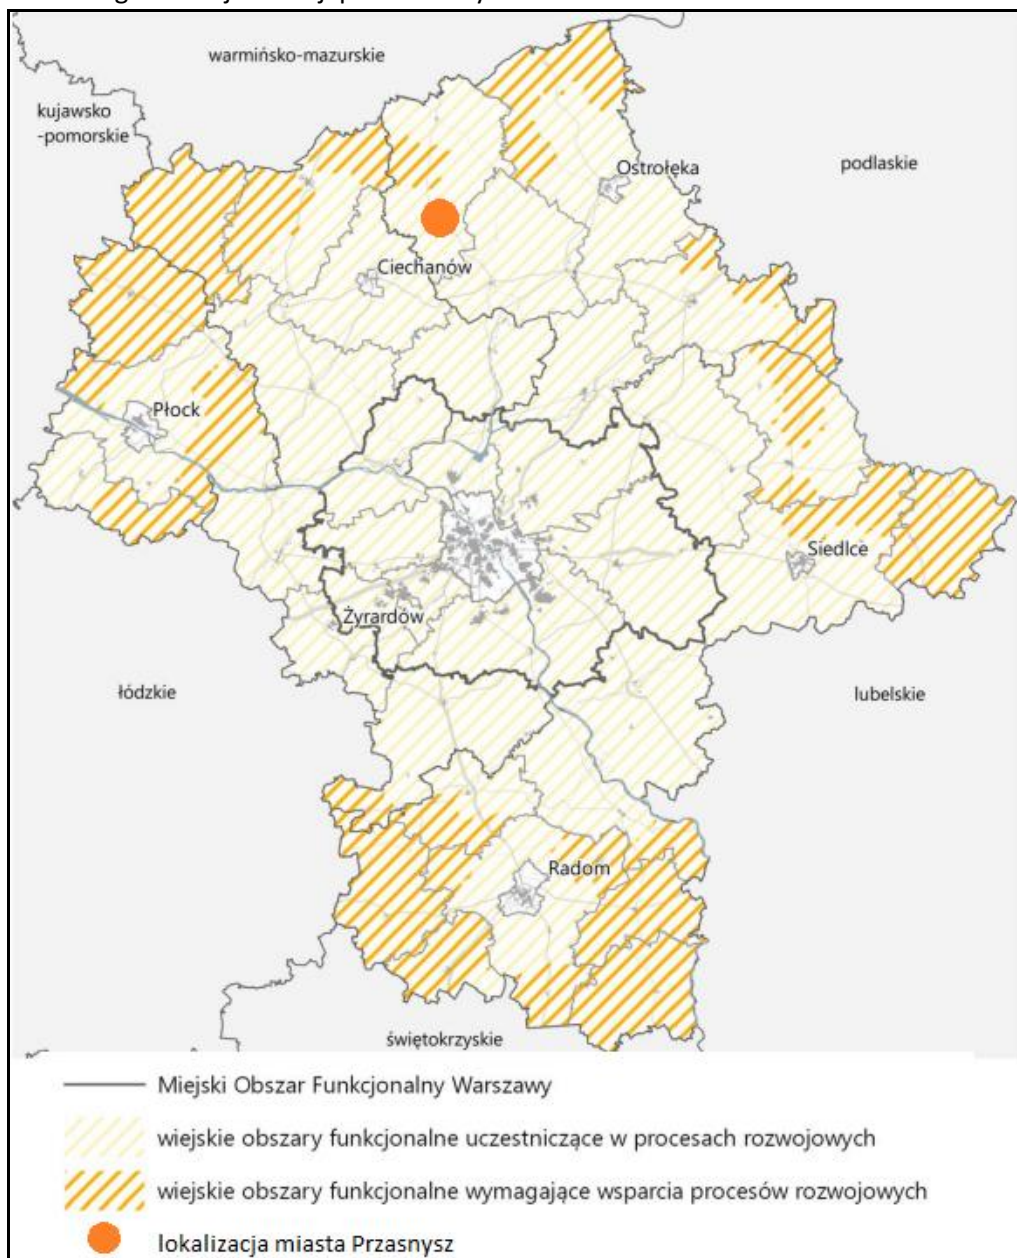 warmińsko-mazurskie
kujawsko
-pomorskie
podlaskie
Ostrołęka
Ciechanów
Płock
Siedlce
Żyrardów
łódzkie
lubelskie
Radom
świętokrzyskie
Miejski Obszar Funkcjonalny Warszawy
wiejskie obszary funkcjonalne uczestniczące w procesach rozwojowych
wiejskie obszary funkcjonalne wymagające wsparcia procesów rozwojowych
lokalizacja miasta Przasnysz